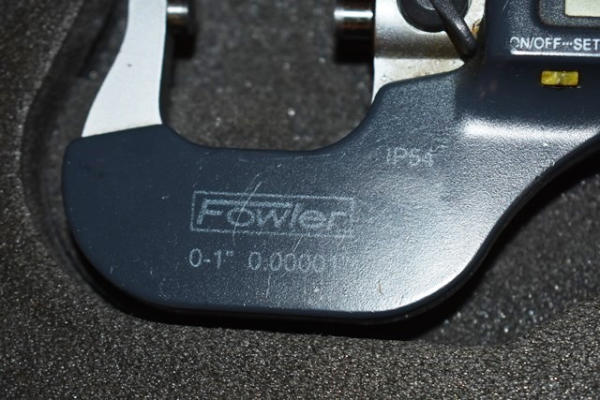 ON/OFF···SET
IP54
Fowler
0-1" 0.00001"